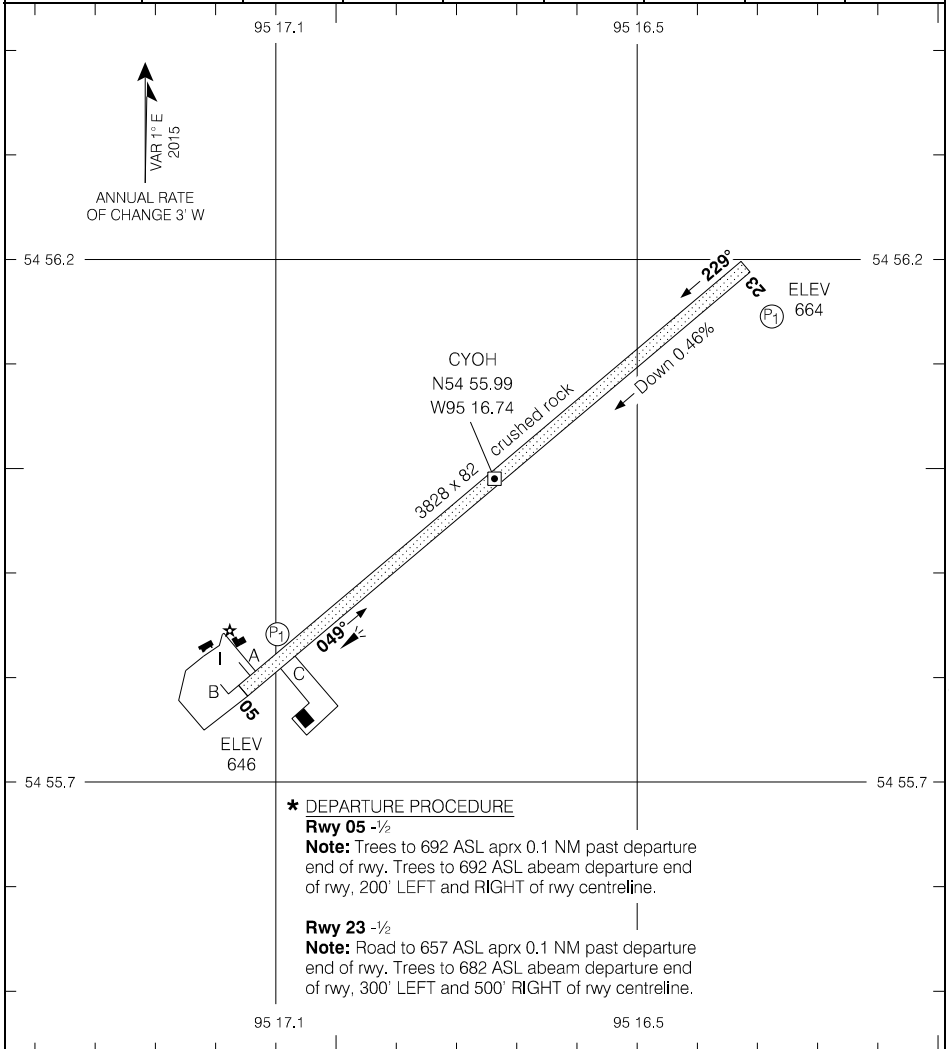 95 17.1
95 16.5
VAR 1° E
2015
ANNUAL RATE
OF CHANGE 3' W
54 56.2
54 56.2
229°
23
ELEV
664
P1
Down 0.46%
CYOH
N54 55.99
W95 16.74
crushed rock
3828 x 82
049°
P1
A
I
B
C
05
ELEV
646
54 55.7
54 55.7
* DEPARTURE PROCEDURE
Rwy 05 -½
Note: Trees to 692 ASL aprx 0.1 NM past departure
end of rwy. Trees to 692 ASL abeam departure end
of rwy, 200' LEFT and RIGHT of rwy centreline.
Rwy 23 -½
Note: Road to 657 ASL aprx 0.1 NM past departure
end of rwy. Trees to 682 ASL abeam departure end
of rwy, 300' LEFT and 500' RIGHT of rwy centreline.
95 17.1
95 16.5